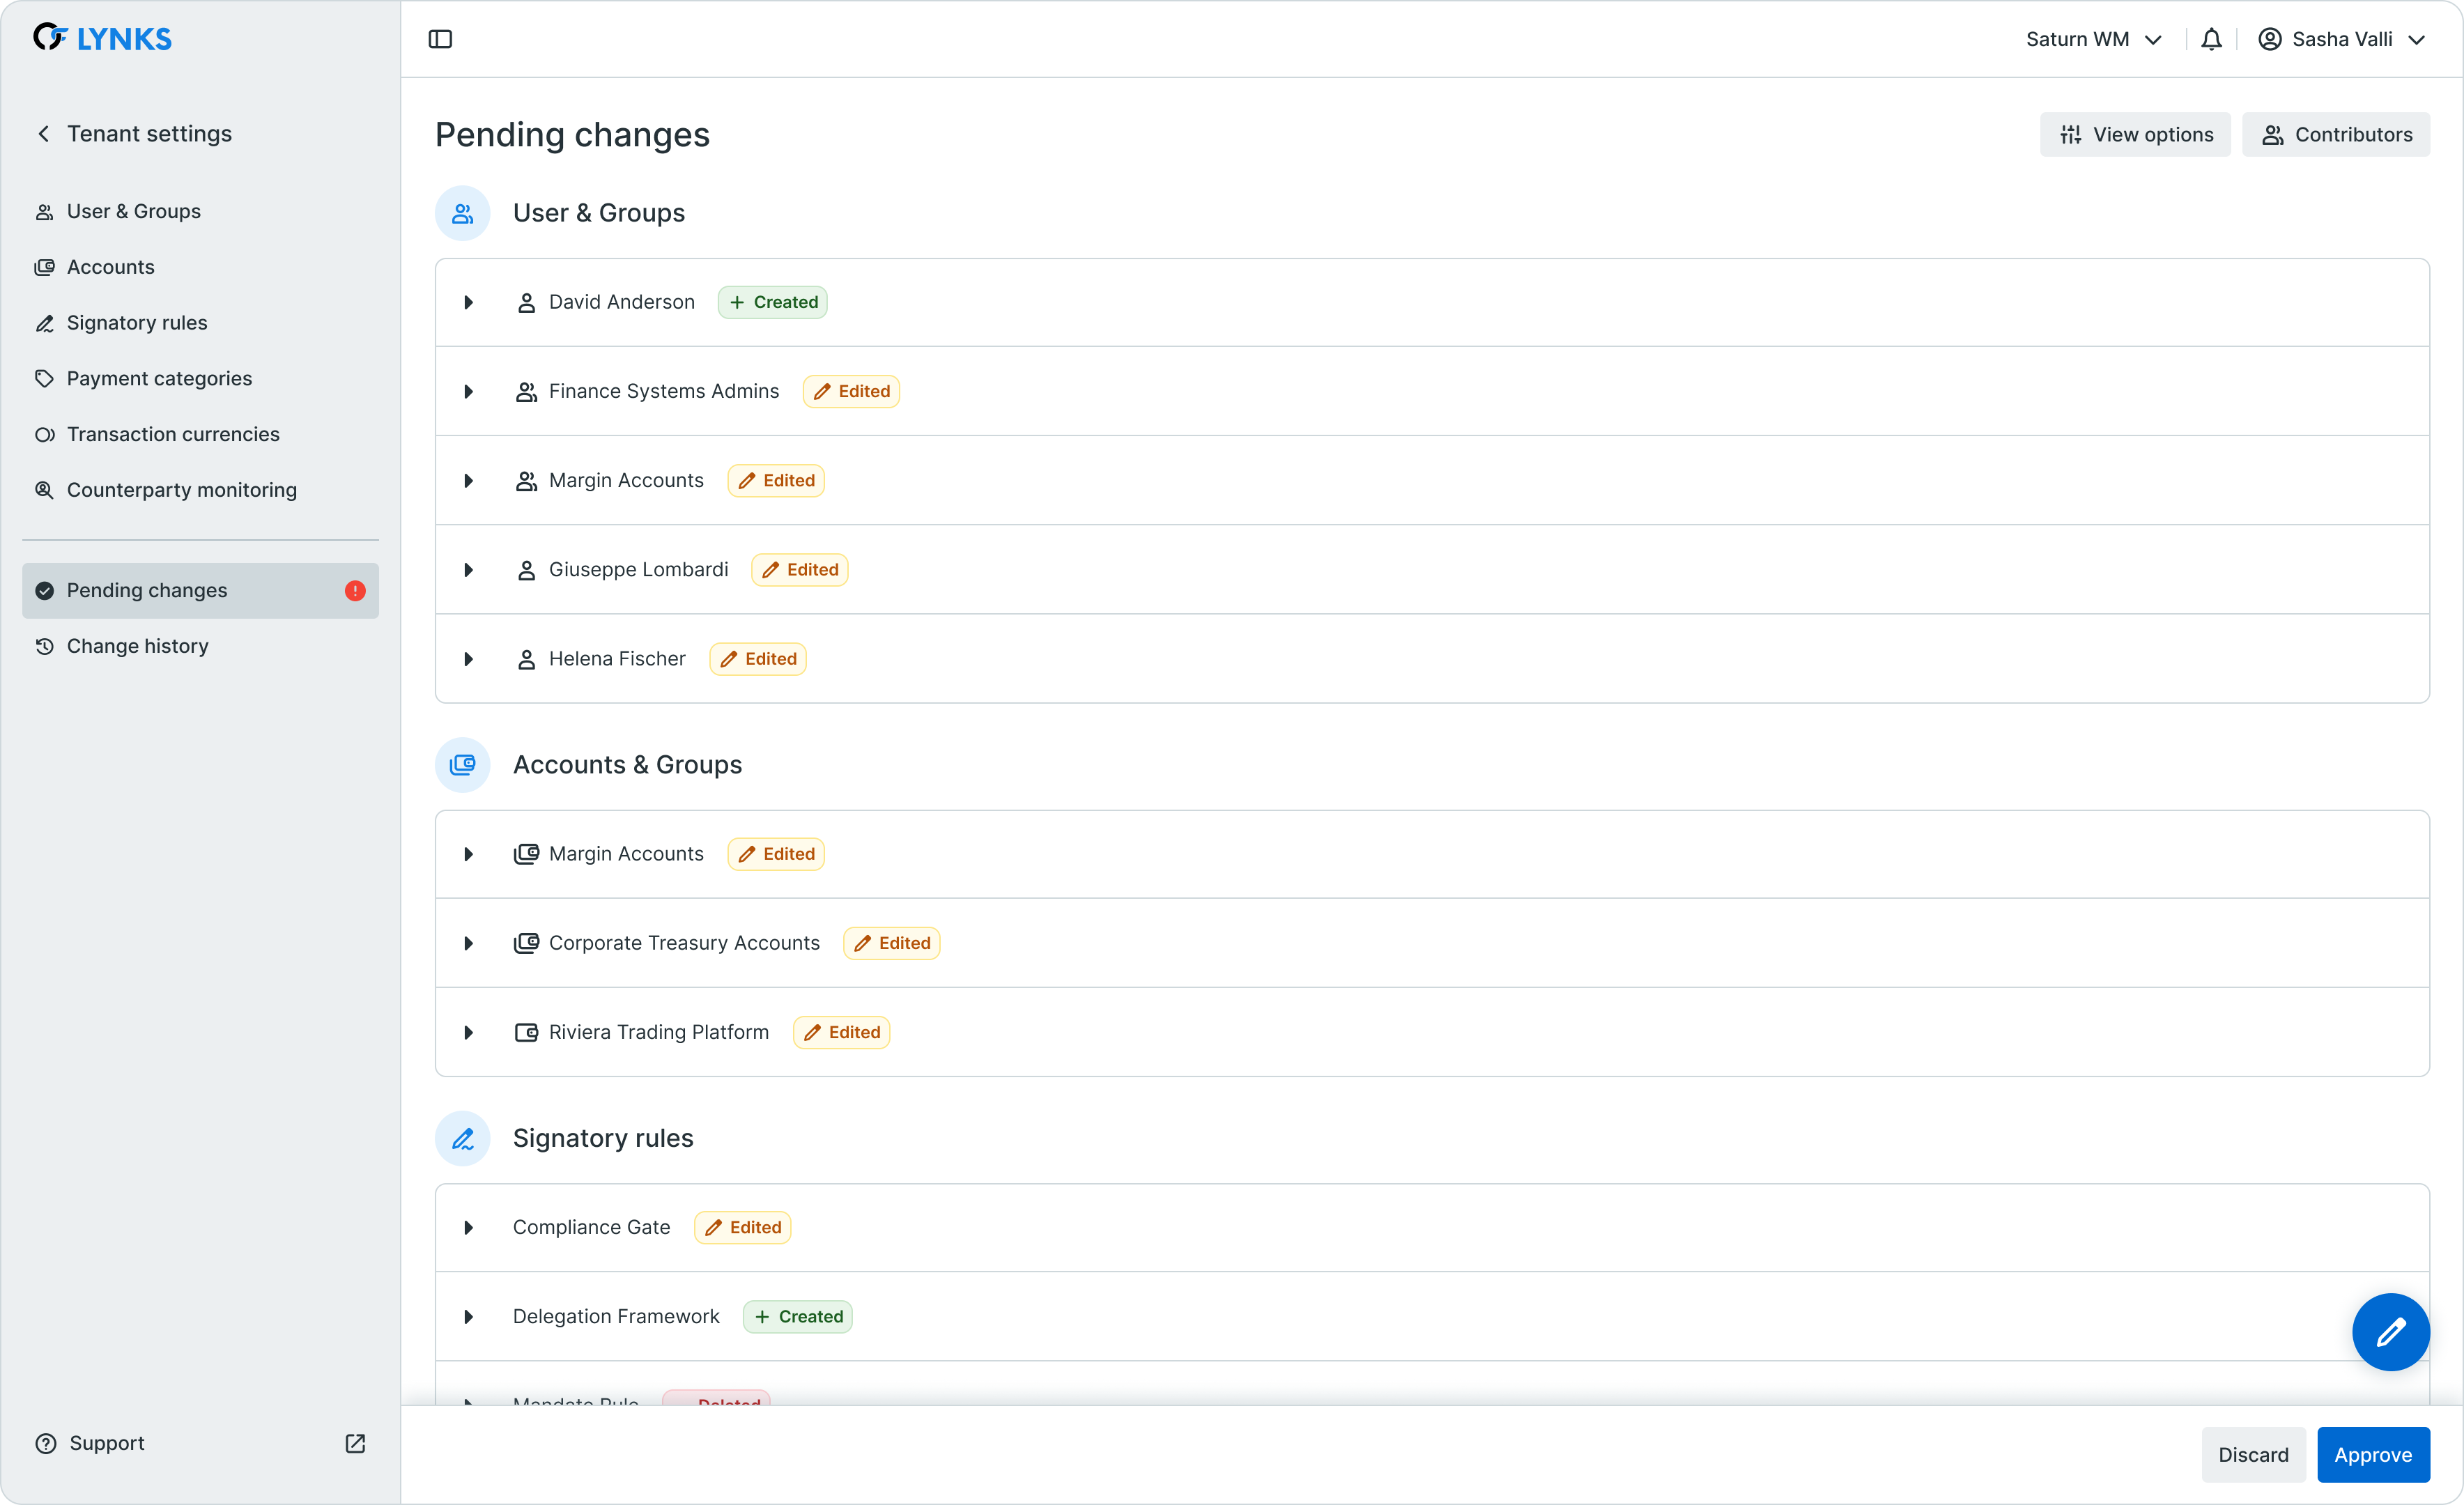 LYNKS
Saturn WM
Sasha Valli
Tenant settings
User & Groups
Accounts
Signatory rules
Payment categories
Transaction currencies
Counterparty monitoring
Pending changes
Change history
Support
Pending changes
View options
Contributors
User & Groups
David Anderson Created
Finance Systems Admins Edited
Margin Accounts Edited
Giuseppe Lombardi Edited
Helena Fischer Edited
Accounts & Groups
Margin Accounts Edited
Corporate Treasury Accounts Edited
Riviera Trading Platform Edited
Signatory rules
Compliance Gate Edited
Delegation Framework Created
Mandate Rule Deleted
Discard
Approve